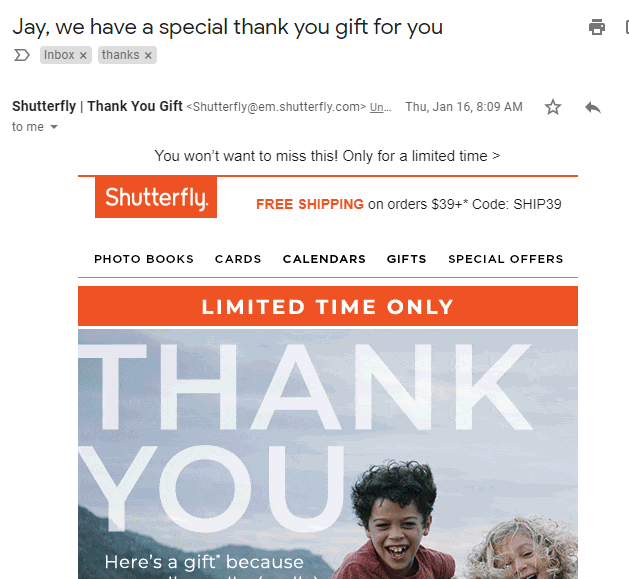 Jay, we have a special thank you gift for you
Inbox x thanks x
Shutterfly | Thank You Gift <Shutterfly@em.shutterfly.com> Un... Thu, Jan 16, 8:09 AM
to me
You won't want to miss this! Only for a limited time >
Shutterfly. FREE SHIPPING on orders $39+* Code: SHIP39
PHOTO BOOKS CARDS CALENDARS GIFTS SPECIAL OFFERS
LIMITED TIME ONLY
THANK
YOU
Here's a gift* because